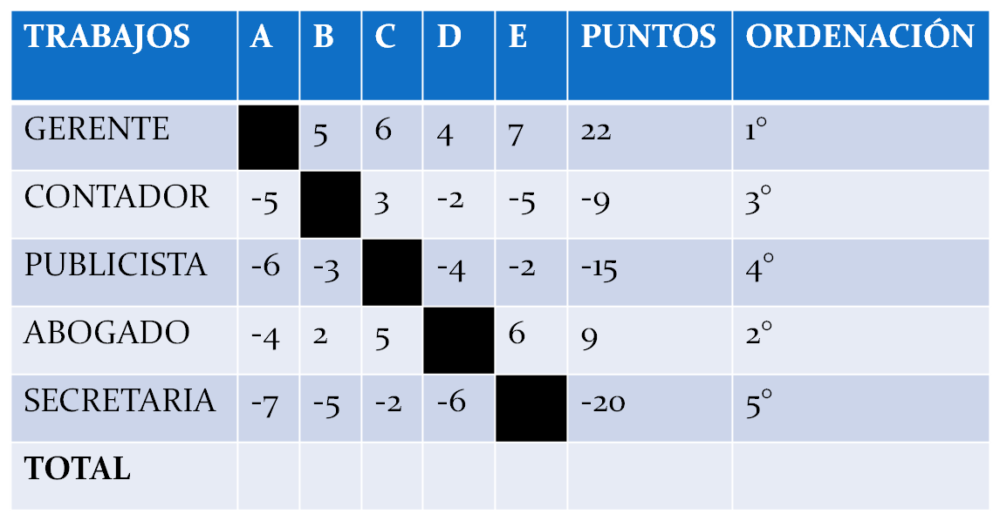 TRABAJOS A B C D E PUNTOS ORDENACIÓN
GERENTE 5 6 4 7 22 1°
CONTADOR -5 3 -2 -5 -9 3°
PUBLICISTA -6 -3 -4 -2 -15 4°
ABOGADO -4 2 5 6 9 2°
SECRETARIA -7 -5 -2 -6 -20 5°
TOTAL